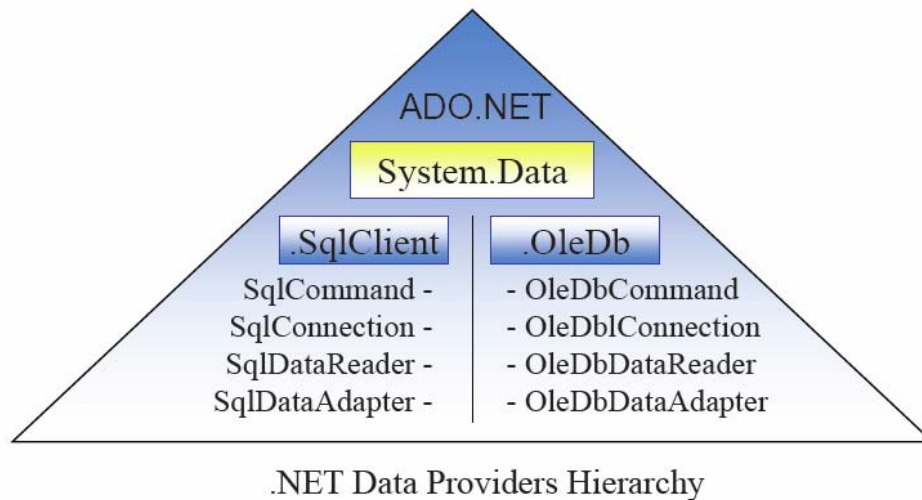 ADO.NET
System.Data
.SqlClient
SqlCommand -
SqlConnection -
SqlDataReader -
SqlDataAdapter -
.OleDb
- OleDbCommand
- OleDblConnection
- OleDbDataReader
- OleDbDataAdapter
.NET Data Providers Hierarchy